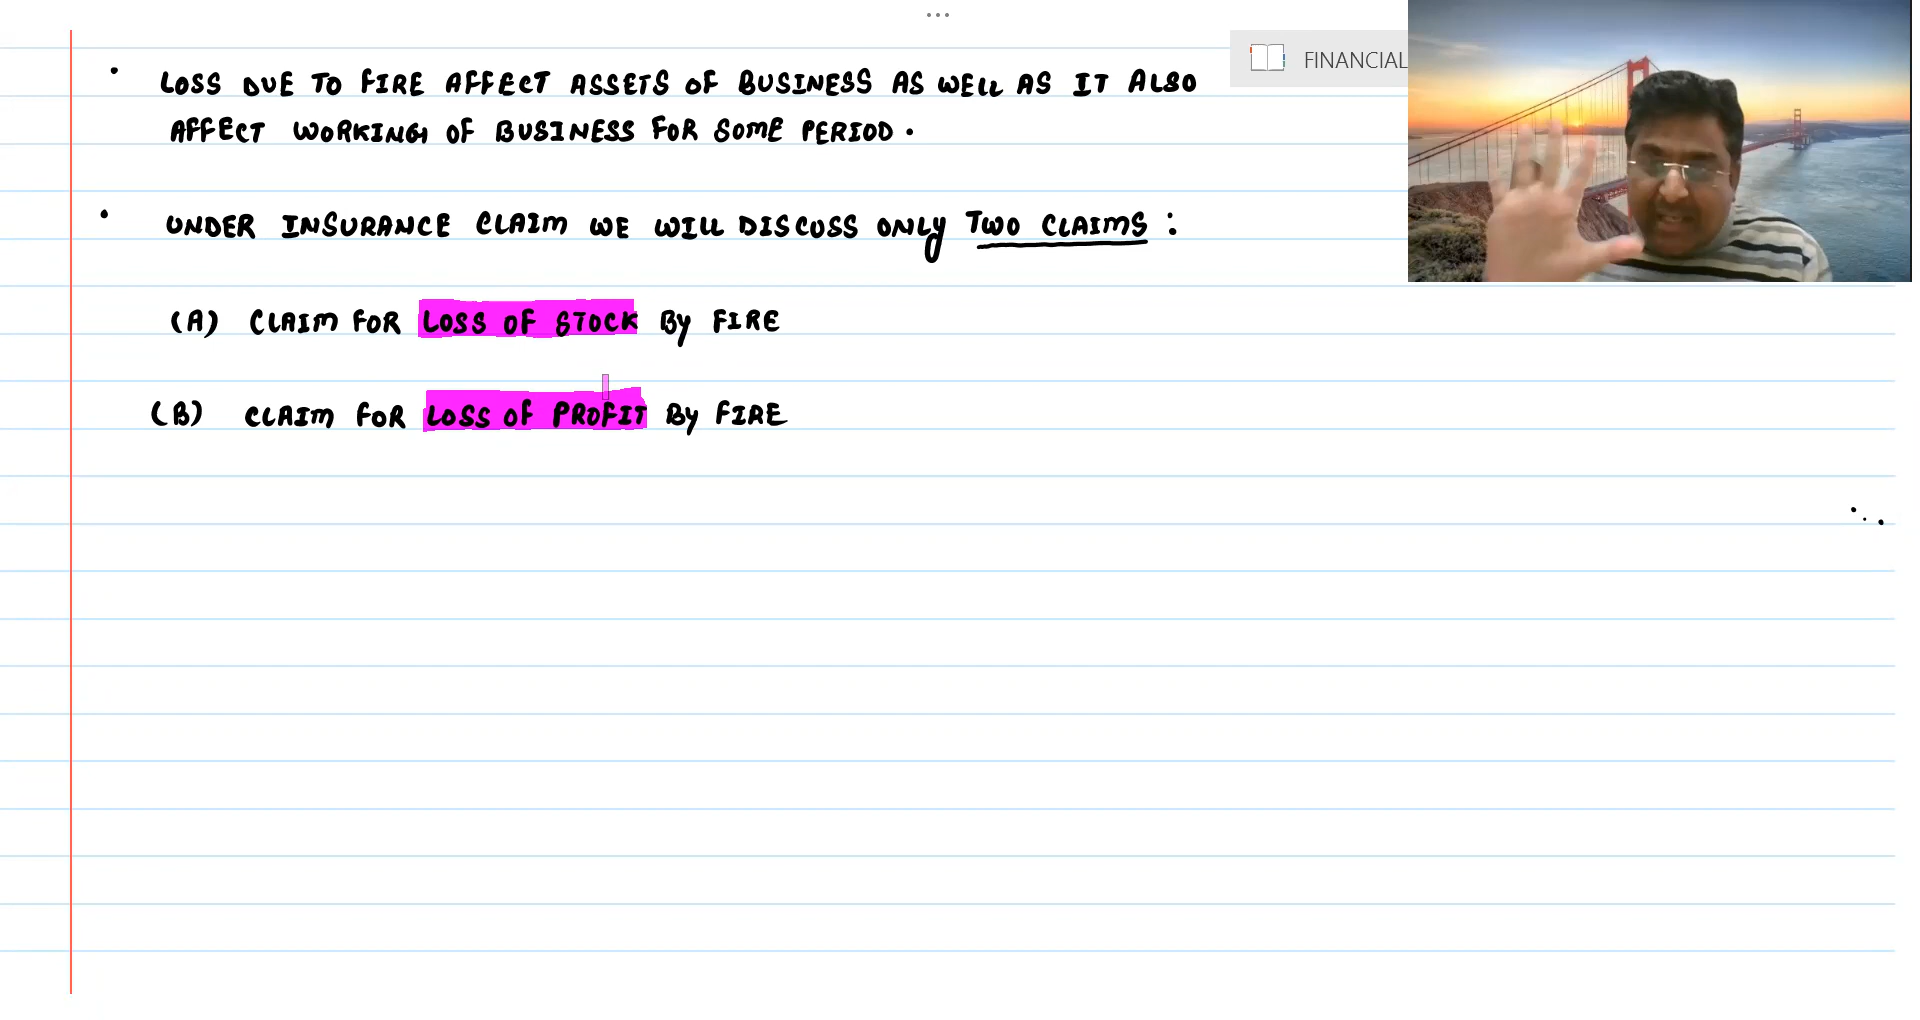 LOSS DUE TO FIRE AFFECT ASSETS OF BUSINESS AS WELL AS IT ALSO
AFFECT WORKING OF BUSINESS FOR SOME PERIOD.
UNDER INSURANCE CLAIM WE WILL DISCUSS ONLY TWO CLAIMS :
(A) CLAIM FOR LOSS OF STOCK BY FIRE
(B) CLAIM FOR LOSS OF PROFIT BY FIRE
FINANCIAL